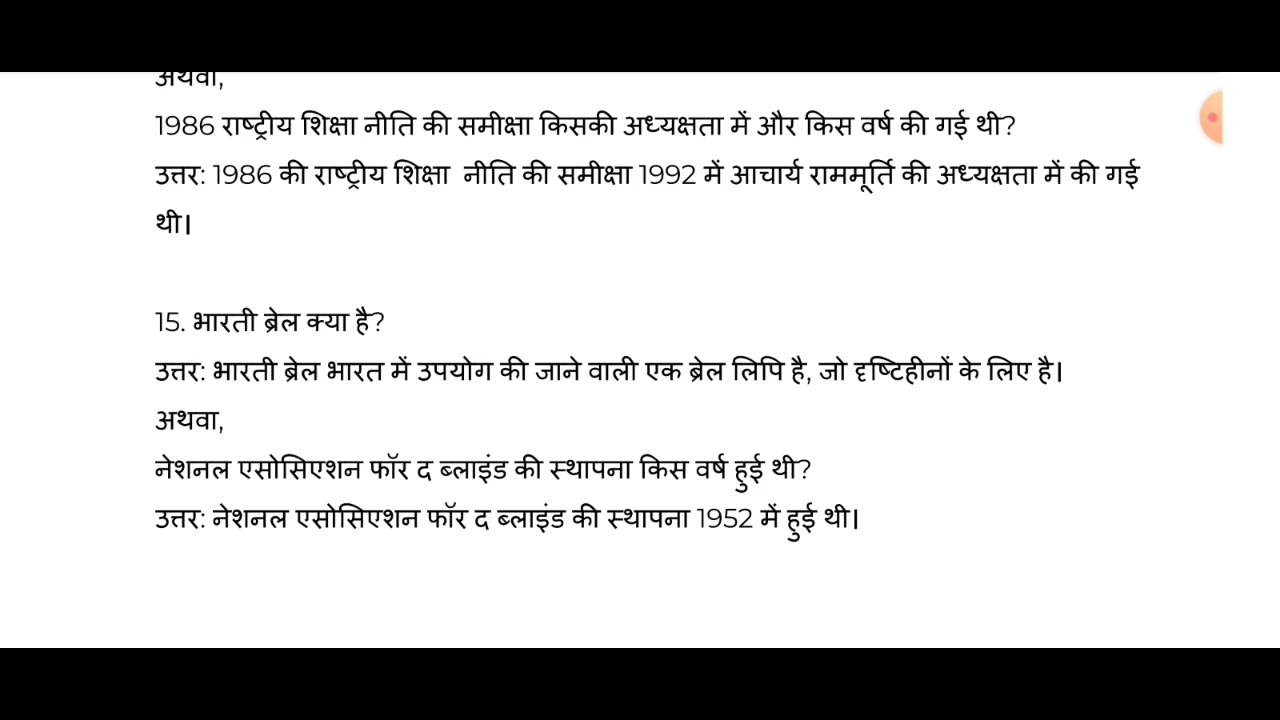 अथवा,
1986 राष्ट्रीय शिक्षा नीति की समीक्षा किसकी अध्यक्षता में और किस वर्ष की गई थी?
उत्तर: 1986 की राष्ट्रीय शिक्षा नीति की समीक्षा 1992 में आचार्य राममूर्ति की अध्यक्षता में की गई
थी।
15. भारती ब्रेल क्या है?
उत्तर: भारती ब्रेल भारत में उपयोग की जाने वाली एक ब्रेल लिपि है, जो दृष्टिहीनों के लिए है।
अथवा,
नेशनल एसोसिएशन फॉर द ब्लाइंड की स्थापना किस वर्ष हुई थी?
उत्तर: नेशनल एसोसिएशन फॉर द ब्लाइंड की स्थापना 1952 में हुई थी।